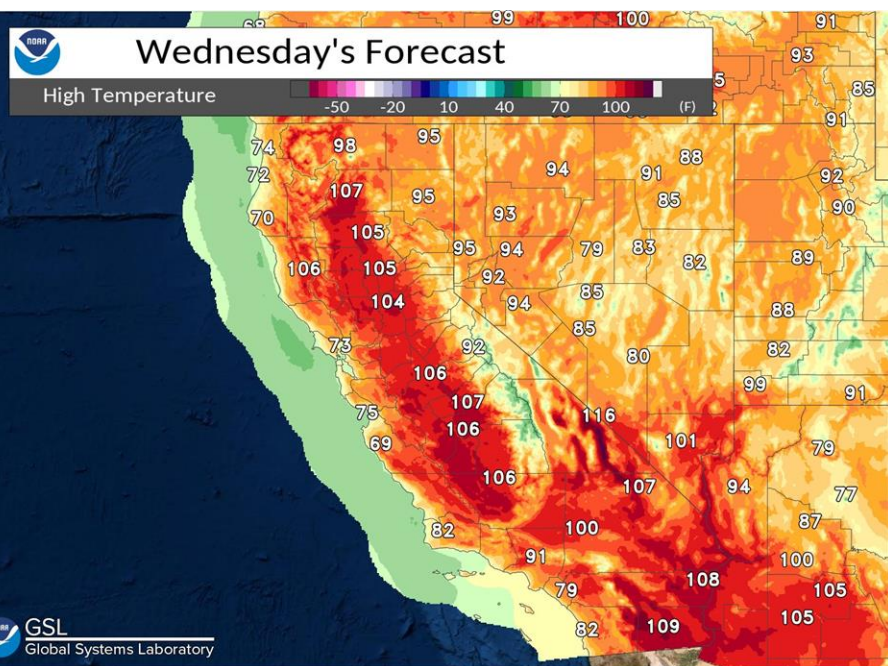 68 99 100 91
NOAA
Wednesday's Forecast
93
High Temperature
-50 -20 10 40 70 100 (F)
85
91
74 98 95
94 88
72 91 92
107 95 85
90
70 93
105
95 94 79 83
106 105 92 82 89
104 94 85
88
73 92 85
80 82
106
99 91
107
75 116
106 69 101 79
106 107 94 77
82 100 87
91 100
79 108 105
105
82 109
GSL
Global Systems Laboratory